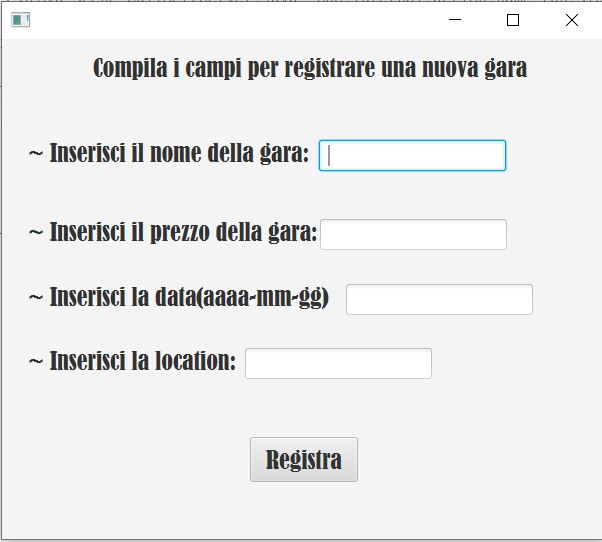 Compila i campi per registrare una nuova gara
~ Inserisci il nome della gara:
~ Inserisci il prezzo della gara:
~ Inserisci la data(aaaa-mm-gg)
~ Inserisci la location:
Registra